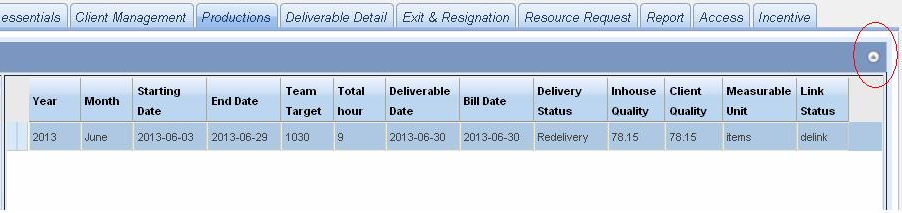 essentials Client Management Productions Deliverable Detail Exit & Resignation Resource Request Report Access Incentive
Year Month Starting Date End Date Team Target Total hour Deliverable Date Bill Date Delivery Status Inhouse Quality Client Quality Measurable Unit Link Status
2013 June 2013-06-03 2013-06-29 1030 9 2013-06-30 2013-06-30 Redelivery 78.15 78.15 items delink